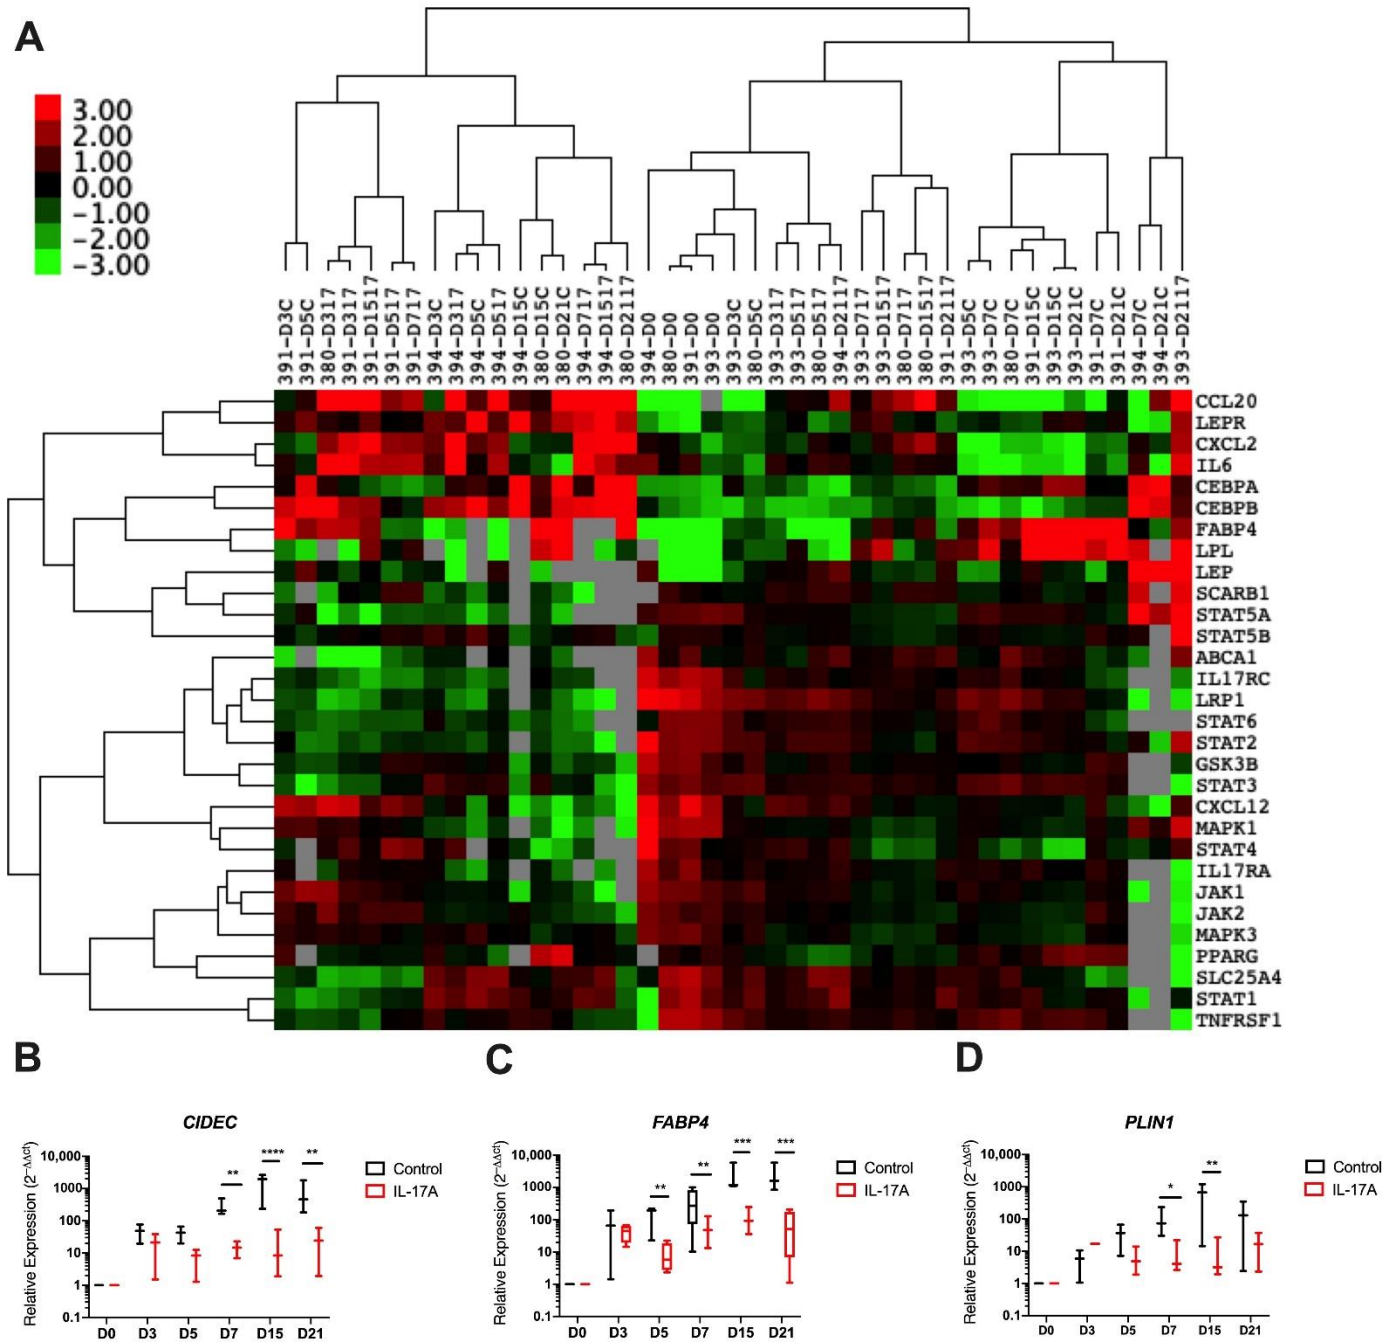 A
3.00
2.00
1.00
0.00
-1.00
-2.00
-3.00
391-D3C
391-D5C
380-D317
391-D317
391-D1517
391-D517
391-D717
394-D3C
394-D317
394-D5C
394-D517
394-D15C
380-D15C
380-D21C
394-D717
394-D1517
380-D2117
394-D0
380-D0
391-D0
393-D0
393-D3C
380-D5C
393-D317
393-D517
380-D517
394-D2117
393-D717
393-D1517
380-D717
380-D1517
391-D2117
393-D5C
393-D7C
380-D7C
391-D15C
393-D15C
393-D21C
391-D7C
391-D21C
394-D7C
394-D21C
393-D2117
CCL20
LEPR
CXCL2
IL6
CEBPA
CEBPB
FABP4
LPL
LEP
SCARB1
STAT5A
STAT5B
ABCA1
IL17RC
LRP1
STAT6
STAT2
GSK3B
STAT3
CXCL12
MAPK1
STAT4
IL17RA
JAK1
JAK2
MAPK3
PPARG
SLC25A4
STAT1
TNFRSF1
B
CIDEC
Relative Expression (2−ΔΔct)
10,000
1000
100
10
1
0.1
** **** **
D0 D3 D5 D7 D15 D21
Control
IL-17A
C
FABP4
Relative Expression (2−ΔΔct)
10,000
1000
100
10
1
0.1
** ** *** ***
D0 D3 D5 D7 D15 D21
Control
IL-17A
D
PLIN1
Relative Expression (2−ΔΔct)
10,000
1000
100
10
1
0.1
* **
D0 D3 D5 D7 D15 D21
Control
IL-17A